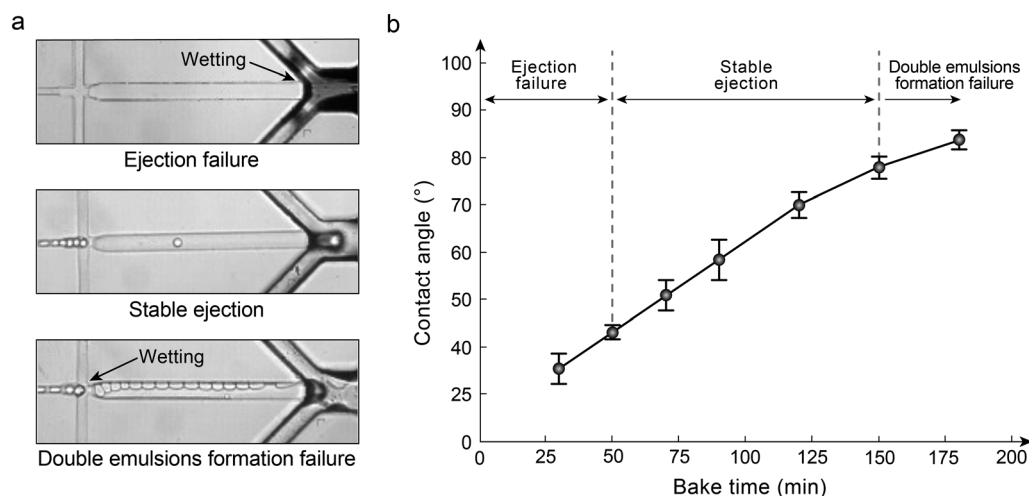 a
Wetting
Ejection failure
Stable ejection
Wetting
Double emulsions formation failure
b
Ejection
failure
Stable
ejection
Double emulsions
formation failure
Contact angle (°)
100
90
80
70
60
50
40
25
0
0 25 50 75 100 125 150 175 200
Bake time (min)